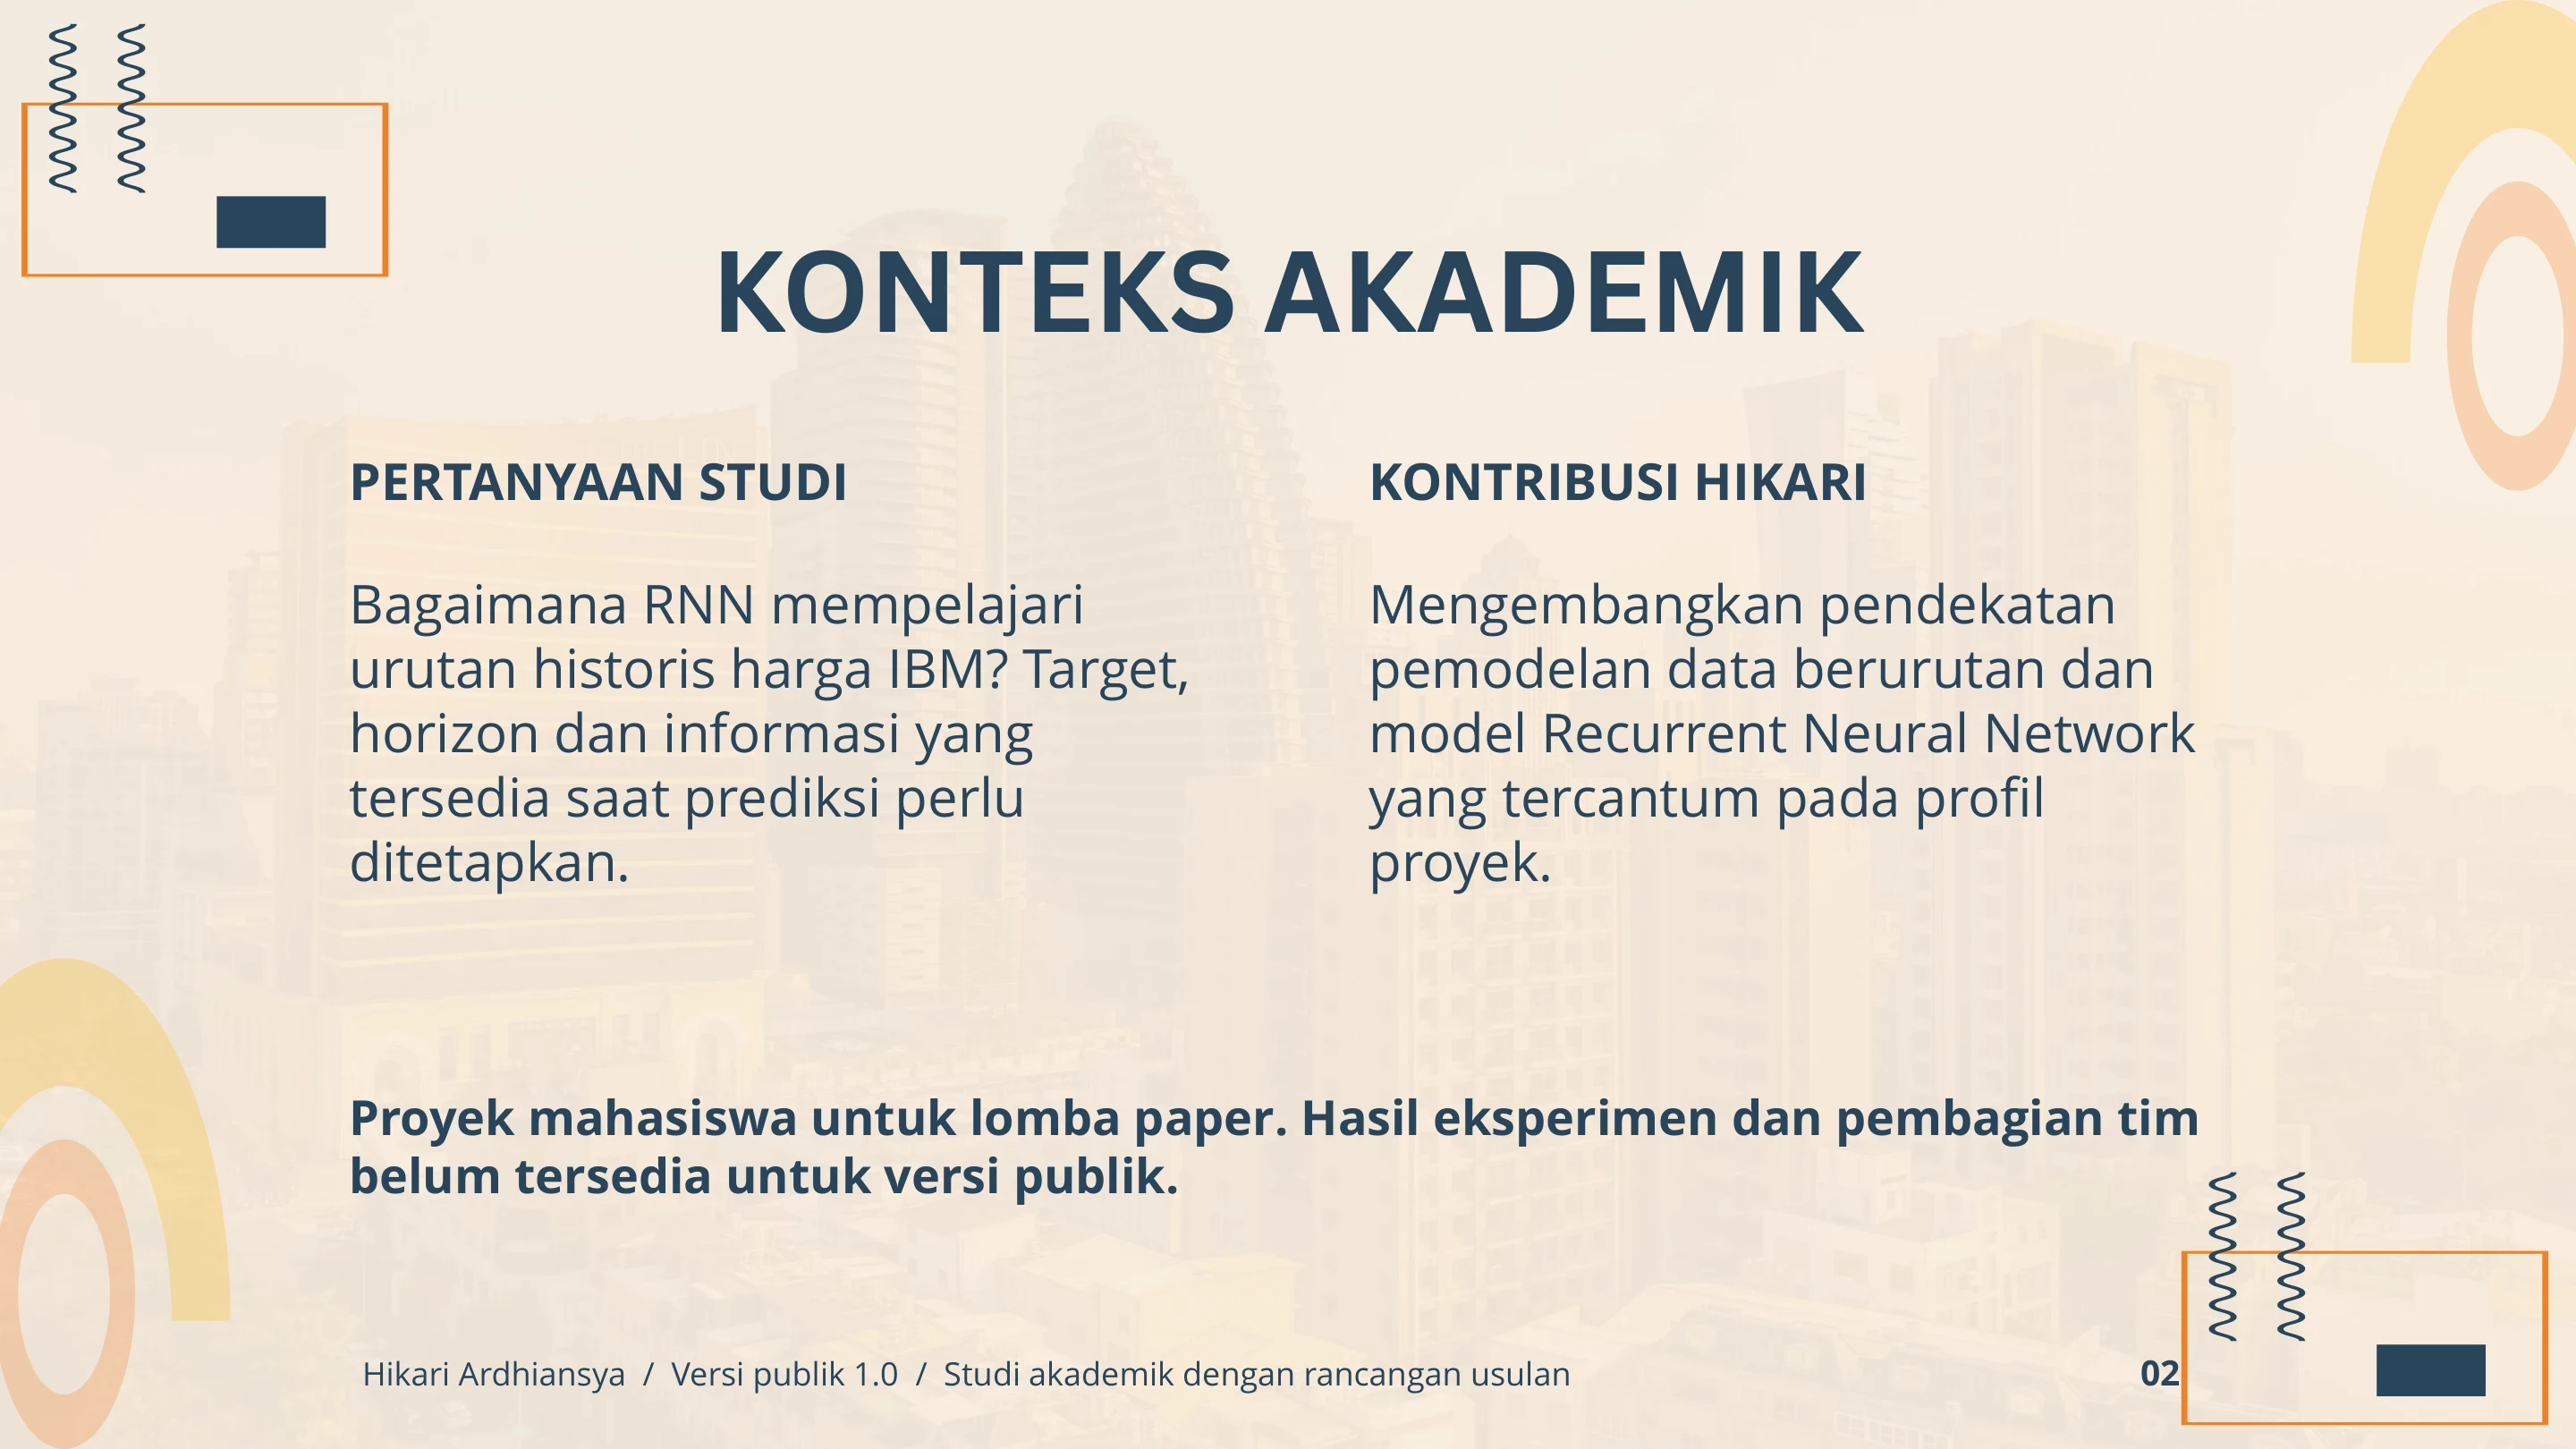 KONTEKS AKADEMIK
PERTANYAAN STUDI
Bagaimana RNN mempelajari
urutan historis harga IBM? Target,
horizon dan informasi yang
tersedia saat prediksi perlu
ditetapkan.
KONTRIBUSI HIKARI
Mengembangkan pendekatan
pemodelan data berurutan dan
model Recurrent Neural Network
yang tercantum pada profil
proyek.
Proyek mahasiswa untuk lomba paper. Hasil eksperimen dan pembagian tim
belum tersedia untuk versi publik.
Hikari Ardhiansya / Versi publik 1.0 / Studi akademik dengan rancangan usulan
02